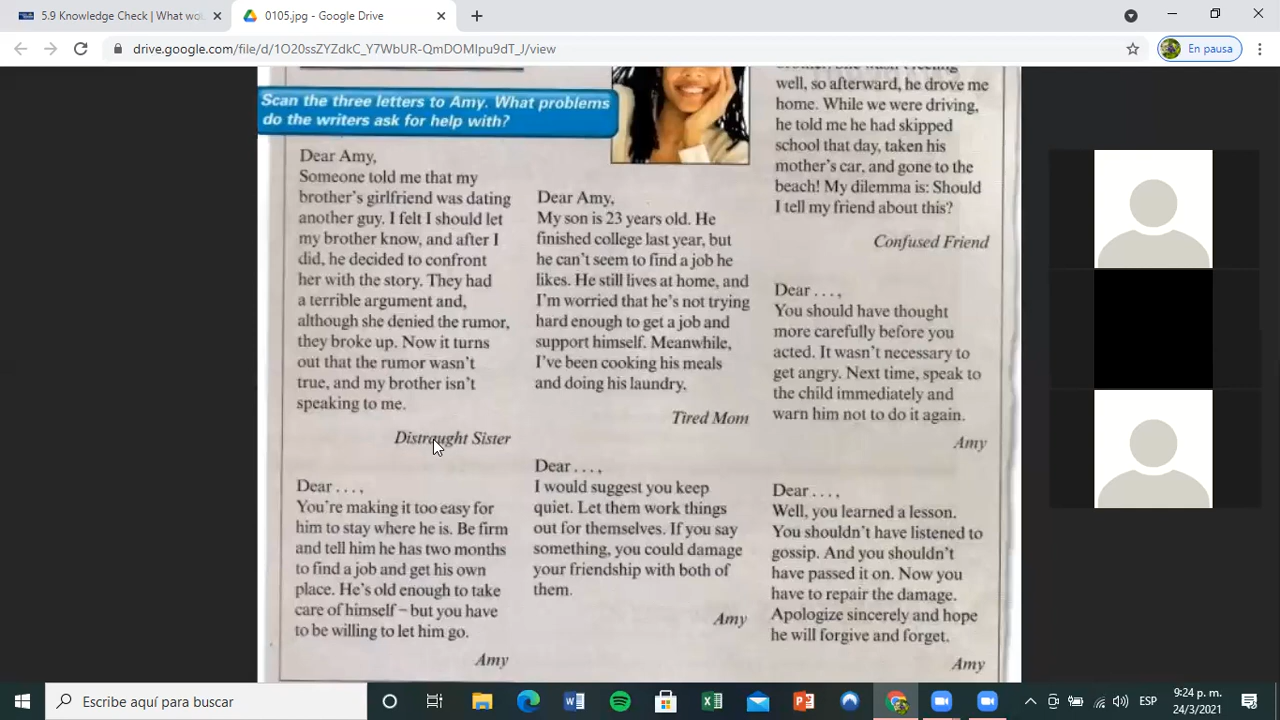 5.9 Knowledge Check | What wo
0105.jpg - Google Drive
drive.google.com/file/d/1O20ssZYZdkC_Y7WbUR-QmDOMIpu9dT_J/view
En pausa
Scan the three letters to Amy. What problems
do the writers ask for help with?
Dear Amy,
Someone told me that my
brother's girlfriend was dating
another guy. I felt I should let
my brother know, and after I
did, he decided to confront
her with the story. They had
a terrible argument and,
although she denied the rumor,
they broke up. Now it turns
out that the rumor wasn't
true, and my brother isn't
speaking to me.
Distraught Sister
Dear . . . ,
You're making it too easy for
him to stay where he is. Be firm
and tell him he has two months
to find a job and get his own
place. He's old enough to take
care of himself – but you have
to be willing to let him go.
Amy
Dear Amy,
My son is 23 years old. He
finished college last year, but
he can't seem to find a job he
likes. He still lives at home, and
I'm worried that he's not trying
hard enough to get a job and
support himself. Meanwhile,
I've been cooking his meals
and doing his laundry.
Tired Mom
Dear . . . ,
I would suggest you keep
quiet. Let them work things
out for themselves. If you say
something, you could damage
your friendship with both of
them.
Amy
well, so afterward, he drove me
home. While we were driving,
he told me he had skipped
school that day, taken his
mother's car, and gone to the
beach! My dilemma is: Should
I tell my friend about this?
Confused Friend
Dear . . . ,
You should have thought
more carefully before you
acted. It wasn't necessary to
get angry. Next time, speak to
the child immediately and
warn him not to do it again.
Amy
Dear . . . ,
Well, you learned a lesson.
You shouldn't have listened to
gossip. And you shouldn't
have passed it on. Now you
have to repair the damage.
Apologize sincerely and hope
he will forgive and forget.
Amy
Escribe aquí para buscar
ESP
9:24 p. m.
24/3/2021